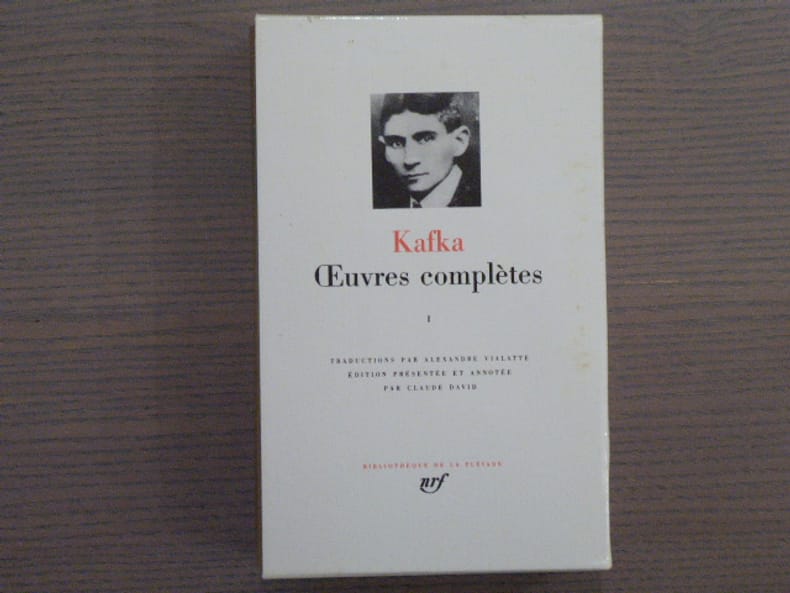 Kafka
Œuvres complètes
I
TRADUCTIONS PAR ALEXANDRE VIALATTE
ÉDITION PRÉSENTÉE ET ANNOTÉE
PAR CLAUDE DAVID
BIBLIOTHÈQUE DE LA PLÉIADE
nrf